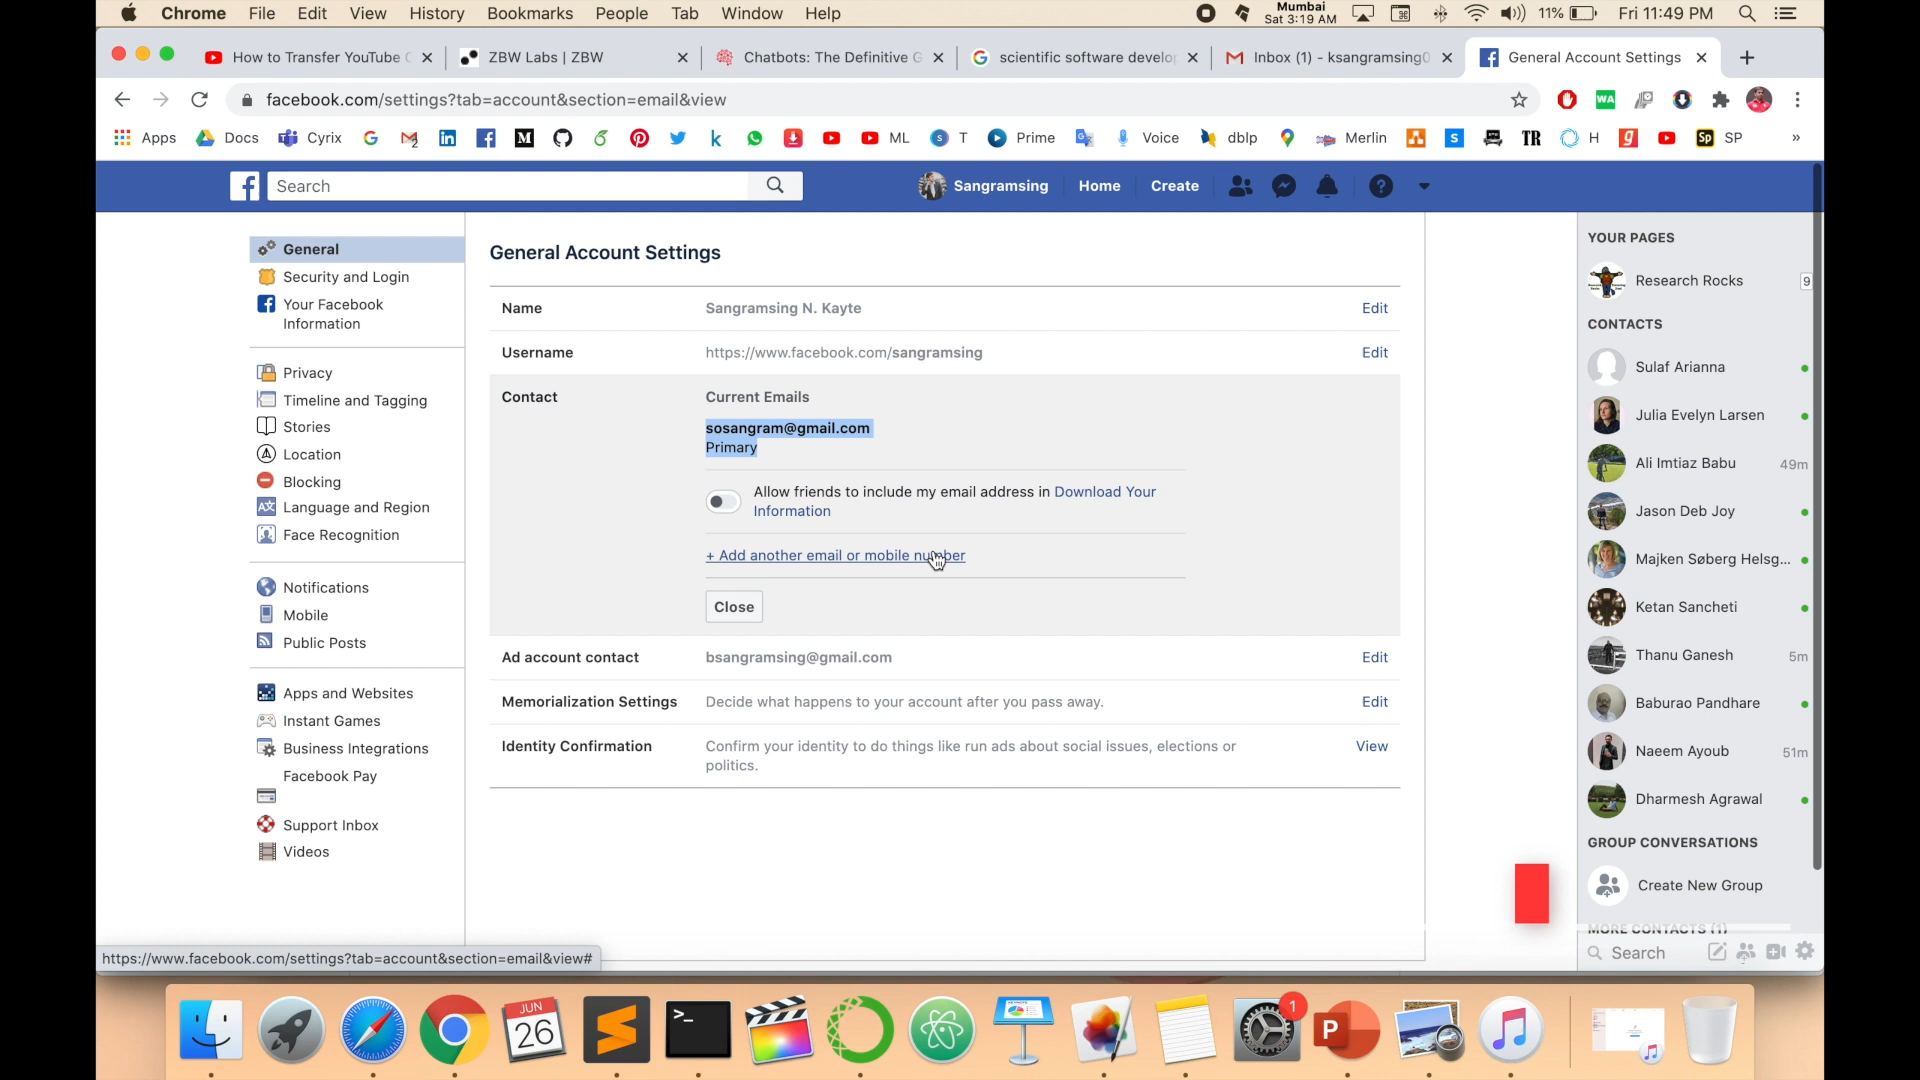 Chrome File Edit View History Bookmarks People Tab Window Help
Mumbai
Sat 3:19 AM
11%
Fri 11:49 PM
How to Transfer YouTube
ZBW Labs | ZBW
Chatbots: The Definitive G
scientific software develop
Inbox (1) - ksangramsing0
General Account Settings
facebook.com/settings?tab=account&section=email&view
WA
Apps
Docs
Cyrix
ML
T
Prime
Voice
dblp
Merlin
TR
H
Sp
SP
»
Search
Sangramsing
Home
Create
General
Security and Login
Your Facebook
Information
Privacy
Timeline and Tagging
Stories
Location
Blocking
Language and Region
Face Recognition
Notifications
Mobile
Public Posts
Apps and Websites
Instant Games
Business Integrations
Facebook Pay
Support Inbox
Videos
General Account Settings
Name Sangramsing N. Kayte Edit
Username https://www.facebook.com/sangramsing Edit
Contact Current Emails
sosangram@gmail.com
Primary
Allow friends to include my email address in Download Your
Information
+ Add another email or mobile number
Close
Ad account contact bsangramsing@gmail.com Edit
Memorialization Settings Decide what happens to your account after you pass away. Edit
Identity Confirmation Confirm your identity to do things like run ads about social issues, elections or View
politics.
YOUR PAGES
Research Rocks 9
CONTACTS
Sulaf Arianna
Julia Evelyn Larsen
Ali Imtiaz Babu 49m
Jason Deb Joy
Majken Søberg Helsg...
Ketan Sancheti
Thanu Ganesh 5m
Baburao Pandhare
Naeem Ayoub 51m
Dharmesh Agrawal
GROUP CONVERSATIONS
Create New Group
MORE CONTACTS (1)
Search
https://www.facebook.com/settings?tab=account&section=email&view#
JUN
26
1
P